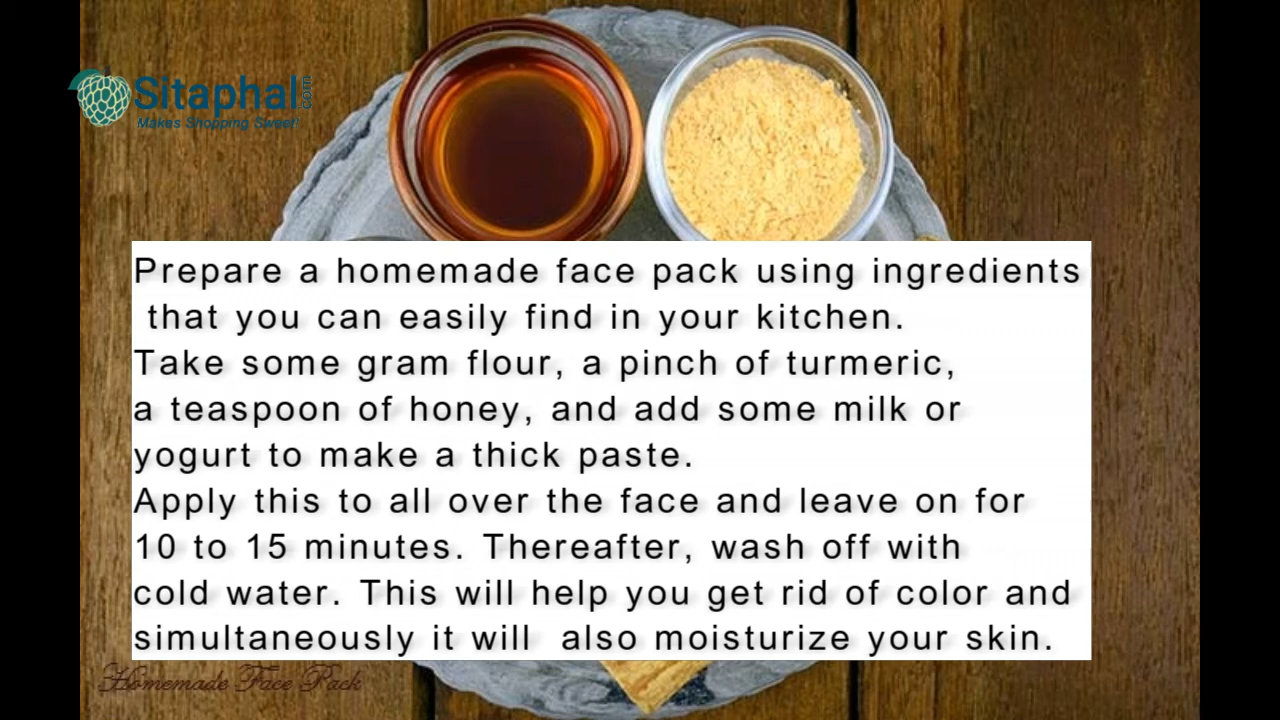 Sitaphal.com
Makes Shopping Sweet!
Prepare a homemade face pack using ingredients
that you can easily find in your kitchen.
Take some gram flour, a pinch of turmeric,
a teaspoon of honey, and add some milk or
yogurt to make a thick paste.
Apply this to all over the face and leave on for
10 to 15 minutes. Thereafter, wash off with
cold water. This will help you get rid of color and
simultaneously it will also moisturize your skin.
Homemade Face Pack